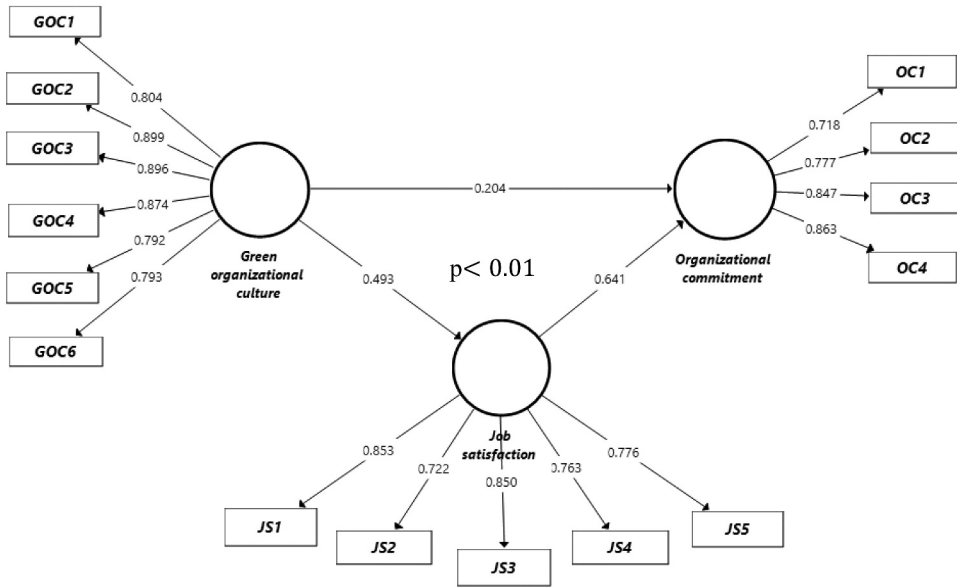 GOC1
GOC2
GOC3
GOC4
GOC5
GOC6
0.804
0.899
0.896
0.874
0.792
0.793
Green
organizational
culture
0.204
0.493
p< 0.01
0.641
Organizational
commitment
0.718
0.777
0.847
0.863
OC1
OC2
OC3
OC4
Job
satisfaction
0.853
0.722
0.850
0.763
0.776
JS1
JS2
JS3
JS4
JS5